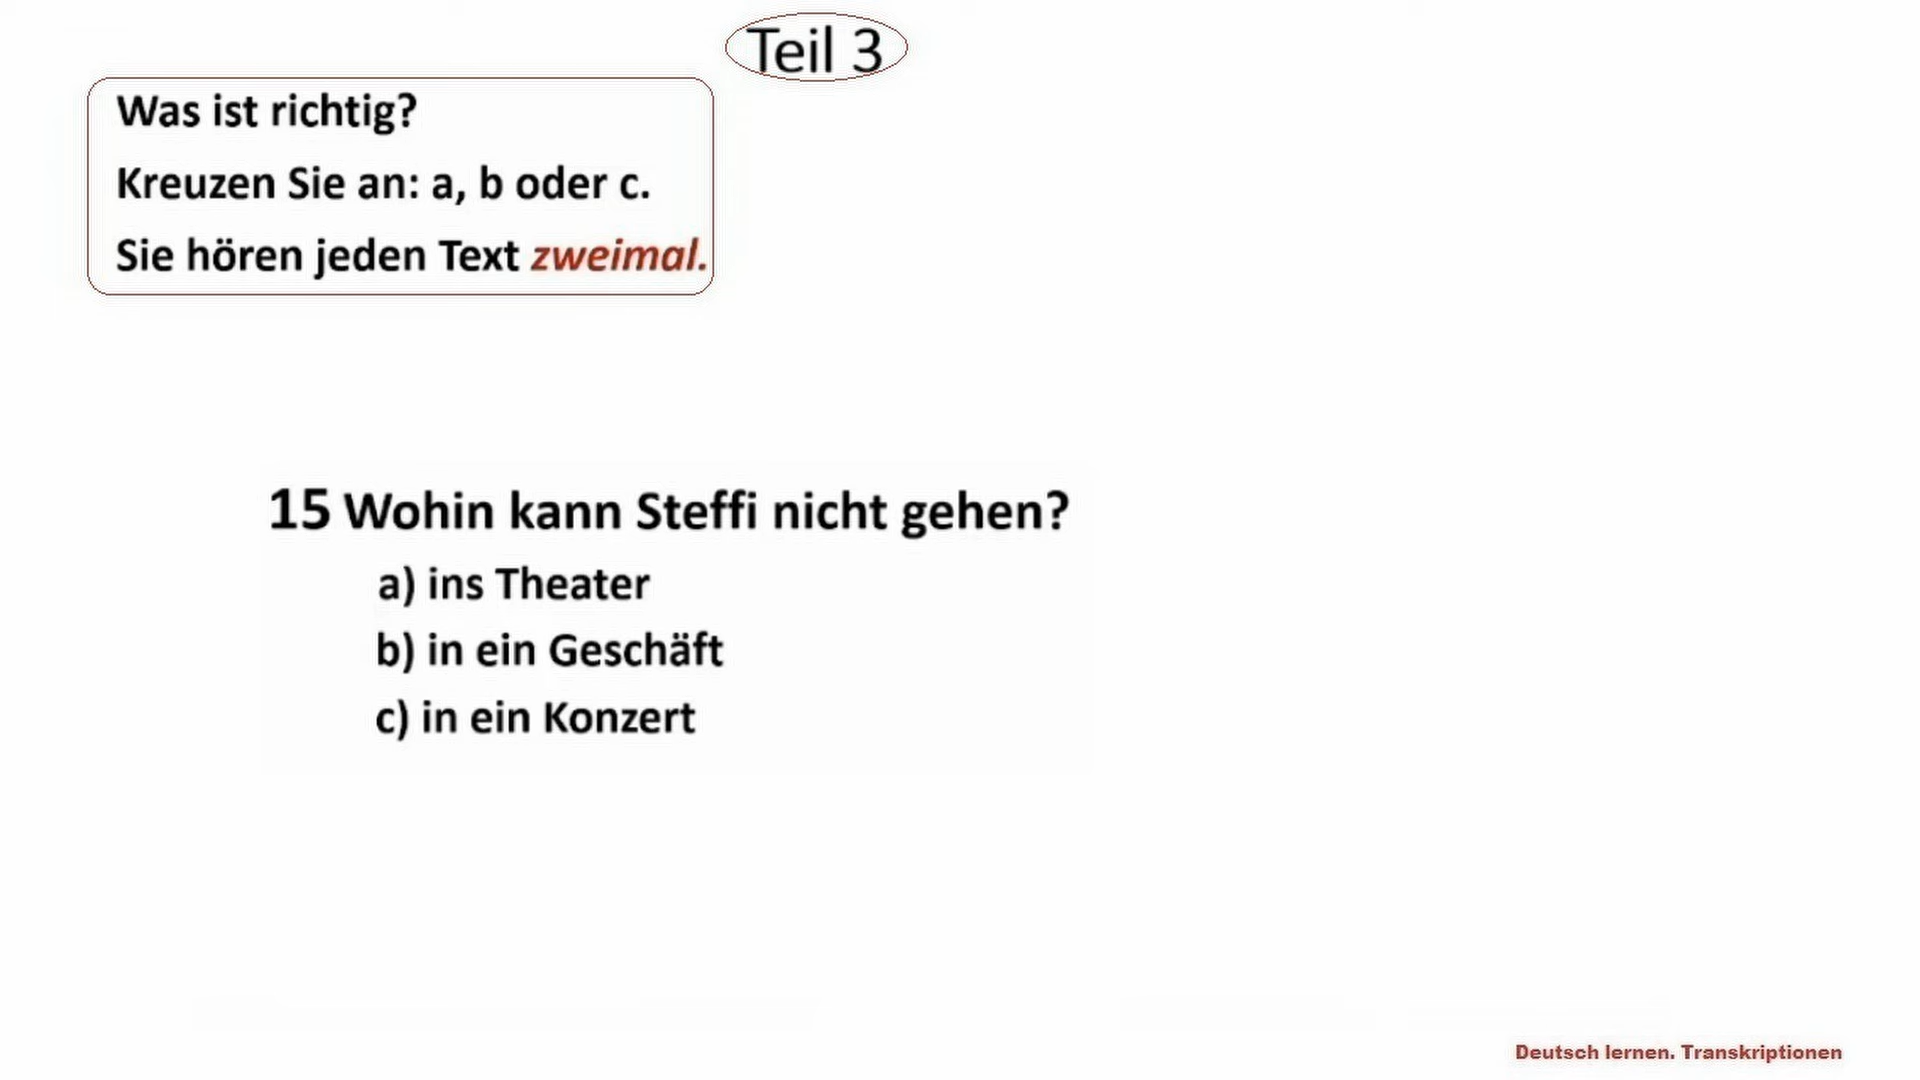 Teil 3
Was ist richtig?
Kreuzen Sie an: a, b oder c.
Sie hören jeden Text zweimal.
15 Wohin kann Steffi nicht gehen?
a) ins Theater
b) in ein Geschäft
c) in ein Konzert
Deutsch lernen. Transkriptionen